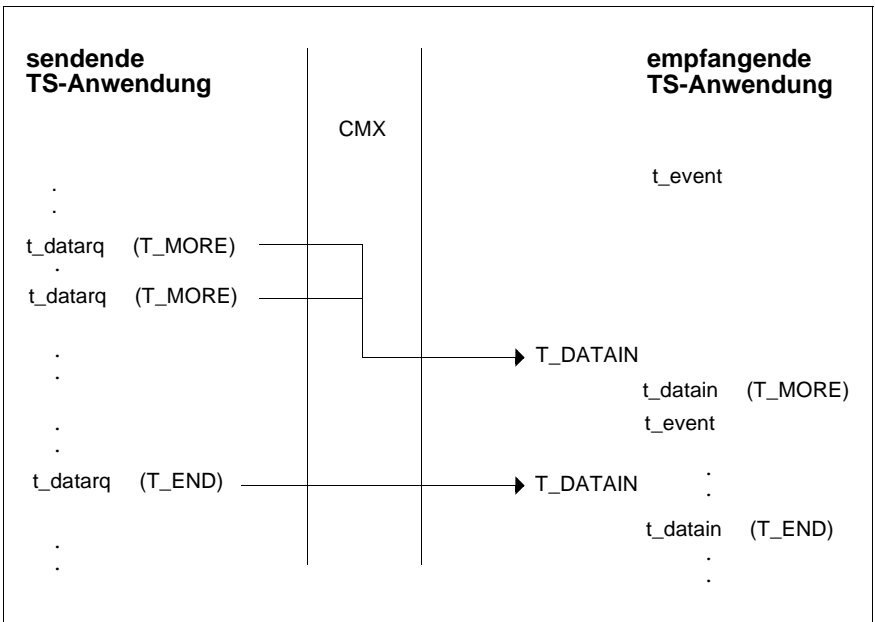 sendende
TS-Anwendung
empfangende
TS-Anwendung
CMX
t_event
.
.
t_datarq (T_MORE)
.
t_datarq (T_MORE)
.
.
T_DATAIN
t_datain (T_MORE)
t_event
.
.
t_datarq (T_END)
T_DATAIN
.
.
t_datain (T_END)
.
.
.
.